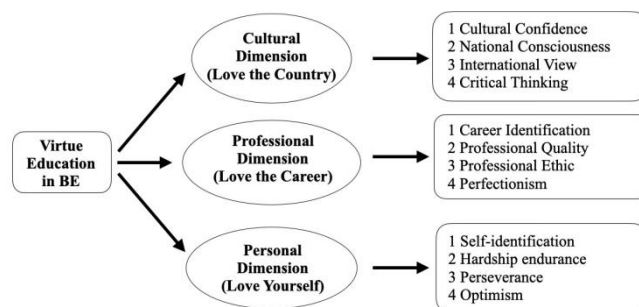 Virtue
Education
in BE
Cultural
Dimension
(Love the Country)
1 Cultural Confidence
2 National Consciousness
3 International View
4 Critical Thinking
Professional
Dimension
(Love the Career)
1 Career Identification
2 Professional Quality
3 Professional Ethic
4 Perfectionism
Personal
Dimension
(Love Yourself)
1 Self-identification
2 Hardship endurance
3 Perseverance
4 Optimism